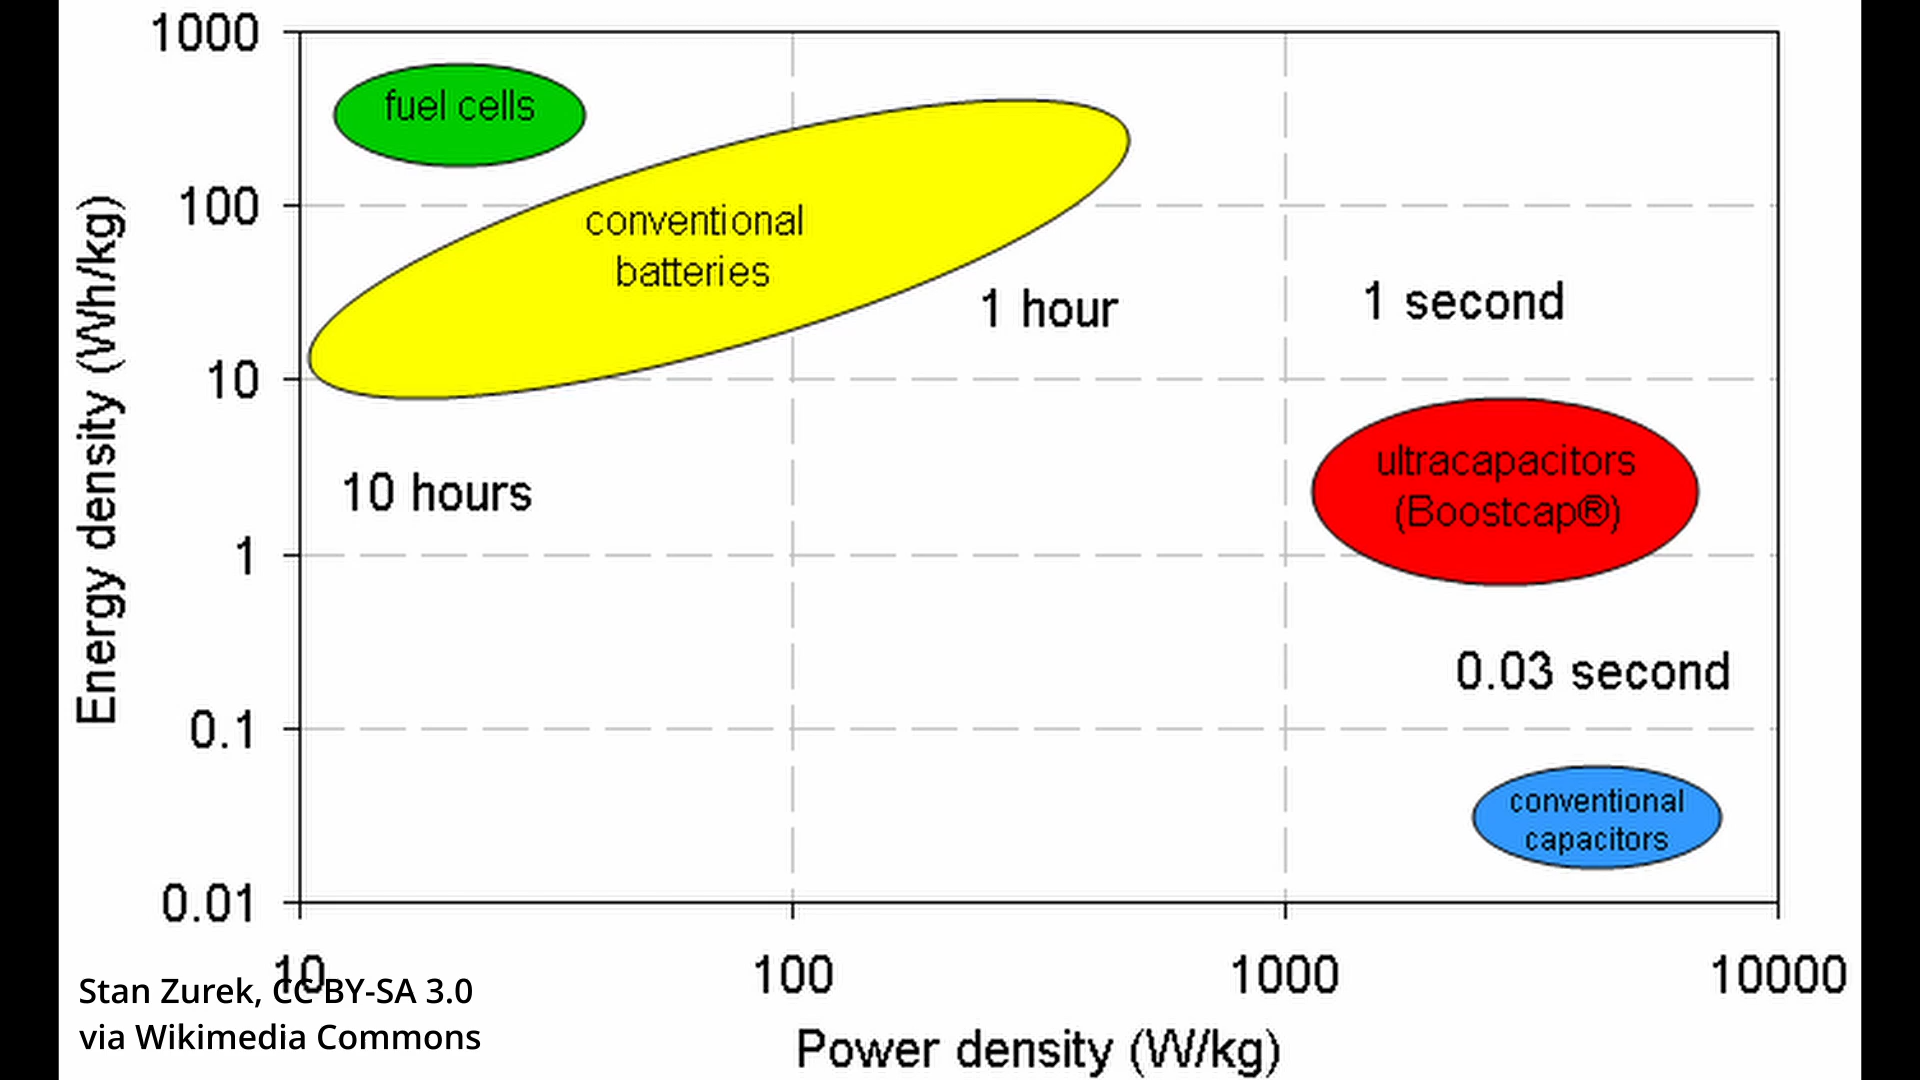 1000
fuel cells
100
conventional
batteries
1 hour
1 second
10
ultracapacitors
(Boostcap®)
10 hours
1
0.03 second
0.1
conventional
capacitors
0.01
Energy density (Wh/kg)
10
100
1000
10000
Power density (W/kg)
Stan Zurek, CC BY-SA 3.0
via Wikimedia Commons